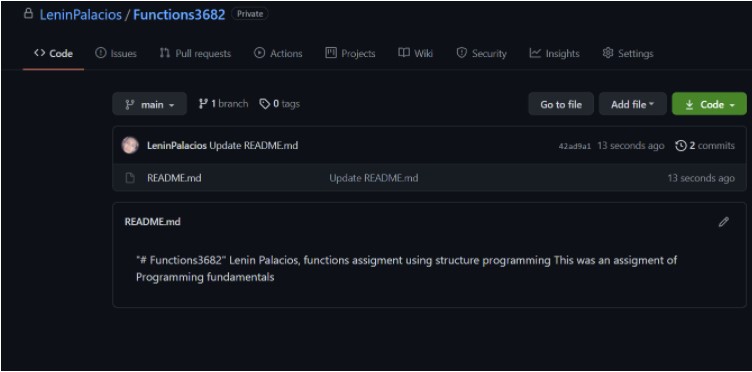 LeninPalacios / Functions3682 Private
Code Issues Pull requests Actions Projects Wiki Security Insights Settings
main 1 branch 0 tags Go to file Add file Code
LeninPalacios Update README.md 42ad9a1 13 seconds ago 2 commits
README.md Update README.md 13 seconds ago
README.md
"# Functions3682" Lenin Palacios, functions assigment using structure programming This was an assigment of
Programming fundamentals